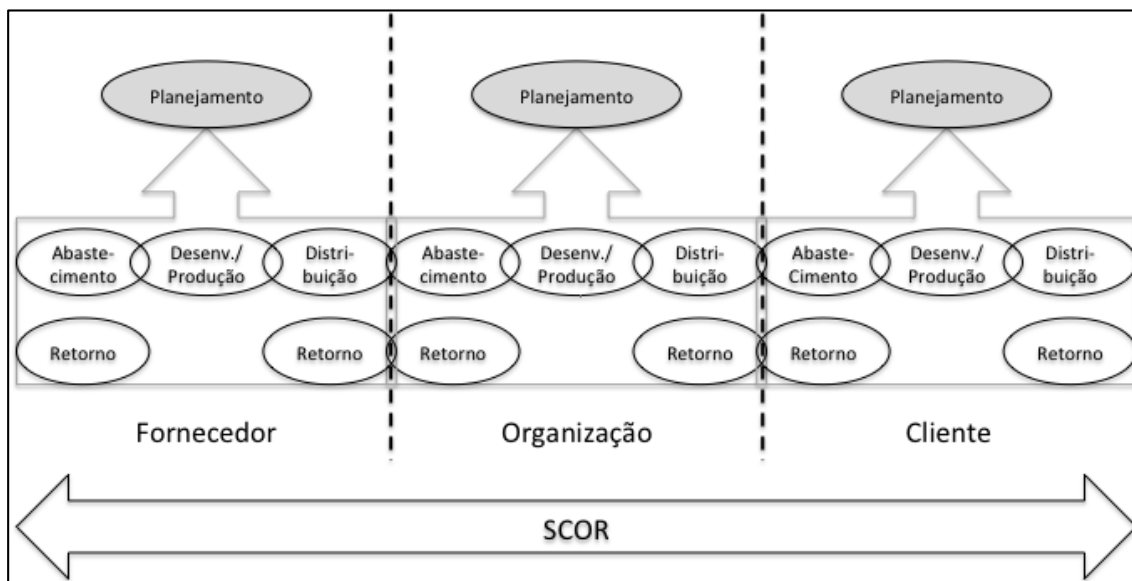 Planejamento
Planejamento
Planejamento
Abaste-
cimento
Desenv./
Produção
Distri-
buição
Abaste-
cimento
Desenv./
Produção
Distri-
buição
Abaste-
Cimento
Desenv./
Produção
Distri-
buição
Retorno
Retorno
Retorno
Retorno
Retorno
Retorno
Fornecedor
Organização
Cliente
SCOR